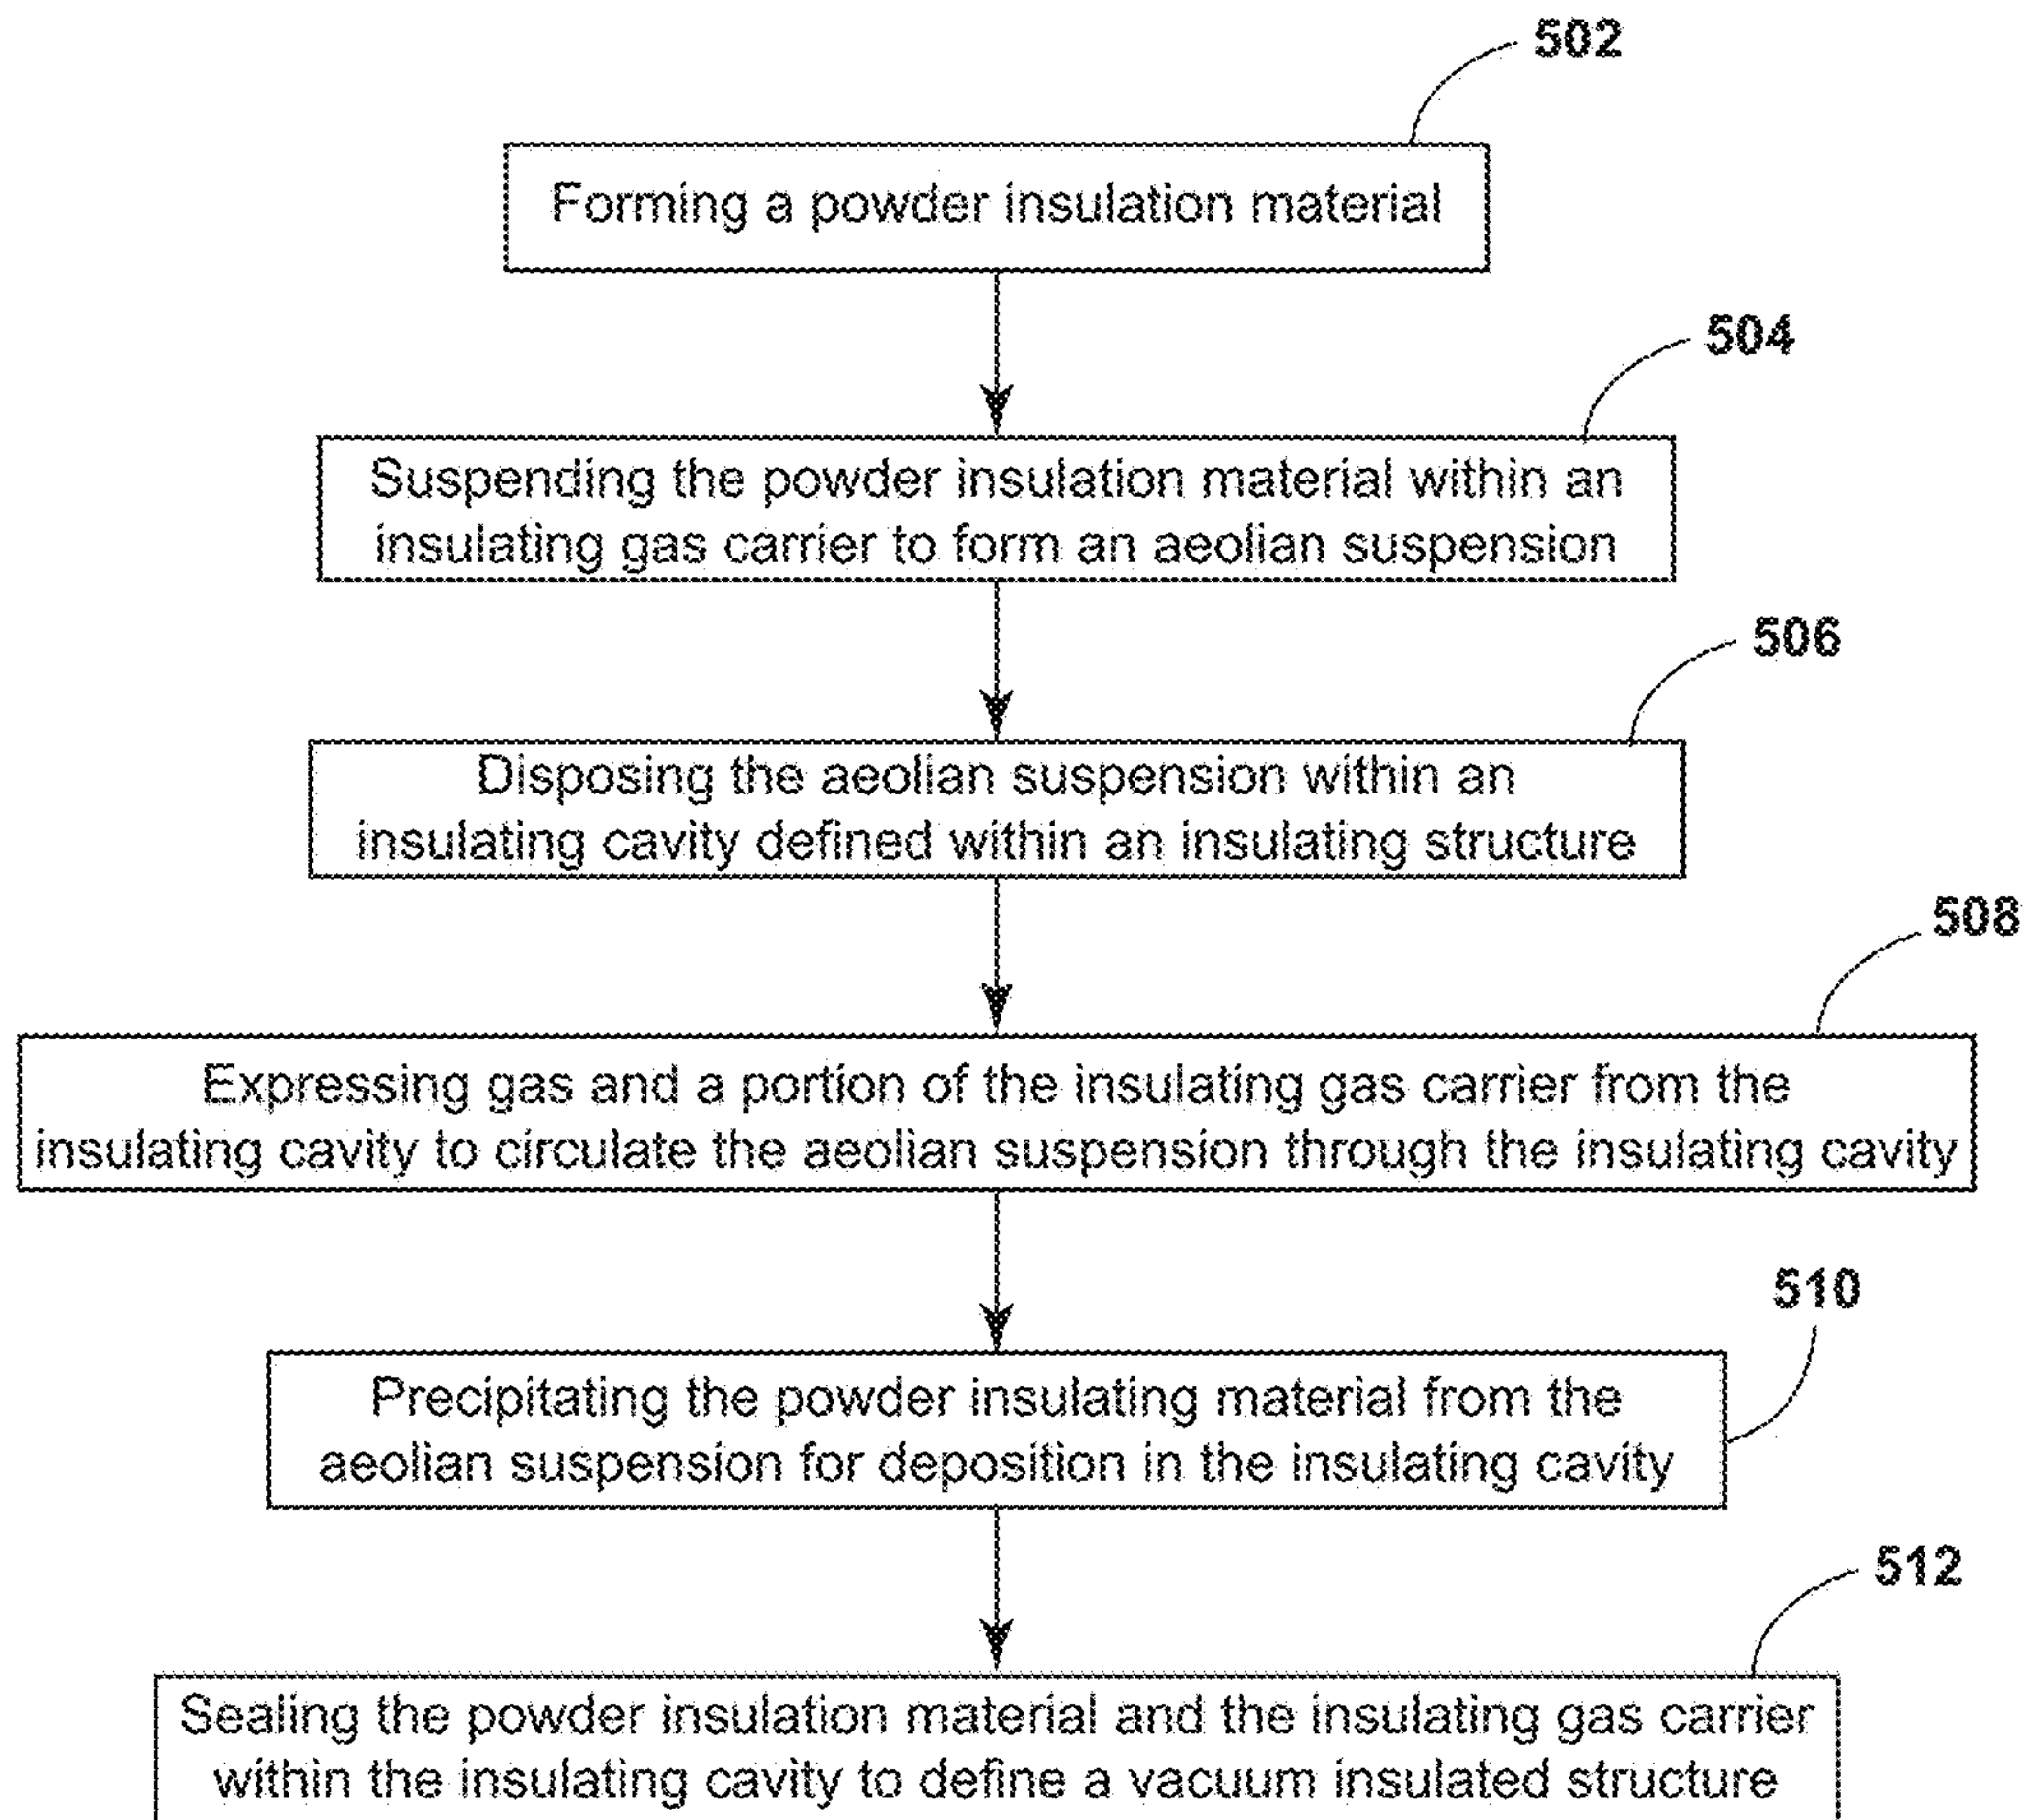 502
Forming a powder insulation material
504
Suspending the powder insulation material within an
insulating gas carrier to form an aeolian suspension
506
Disposing the aeolian suspension within an
insulating cavity defined within an insulating structure
508
Expressing gas and a portion of the insulating gas carrier from the
insulating cavity to circulate the aeolian suspension through the insulating cavity
510
Precipitating the powder insulating material from the
aeolian suspension for deposition in the insulating cavity
512
Sealing the powder insulation material and the insulating gas carrier
within the insulating cavity to define a vacuum insulated structure